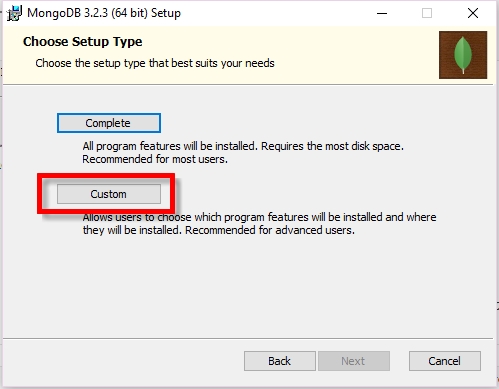 MongoDB 3.2.3 (64 bit) Setup
Choose Setup Type
Choose the setup type that best suits your needs
Complete
All program features will be installed. Requires the most disk space.
Recommended for most users.
Custom
Allows users to choose which program features will be installed and where
they will be installed. Recommended for advanced users.
Back
Next
Cancel